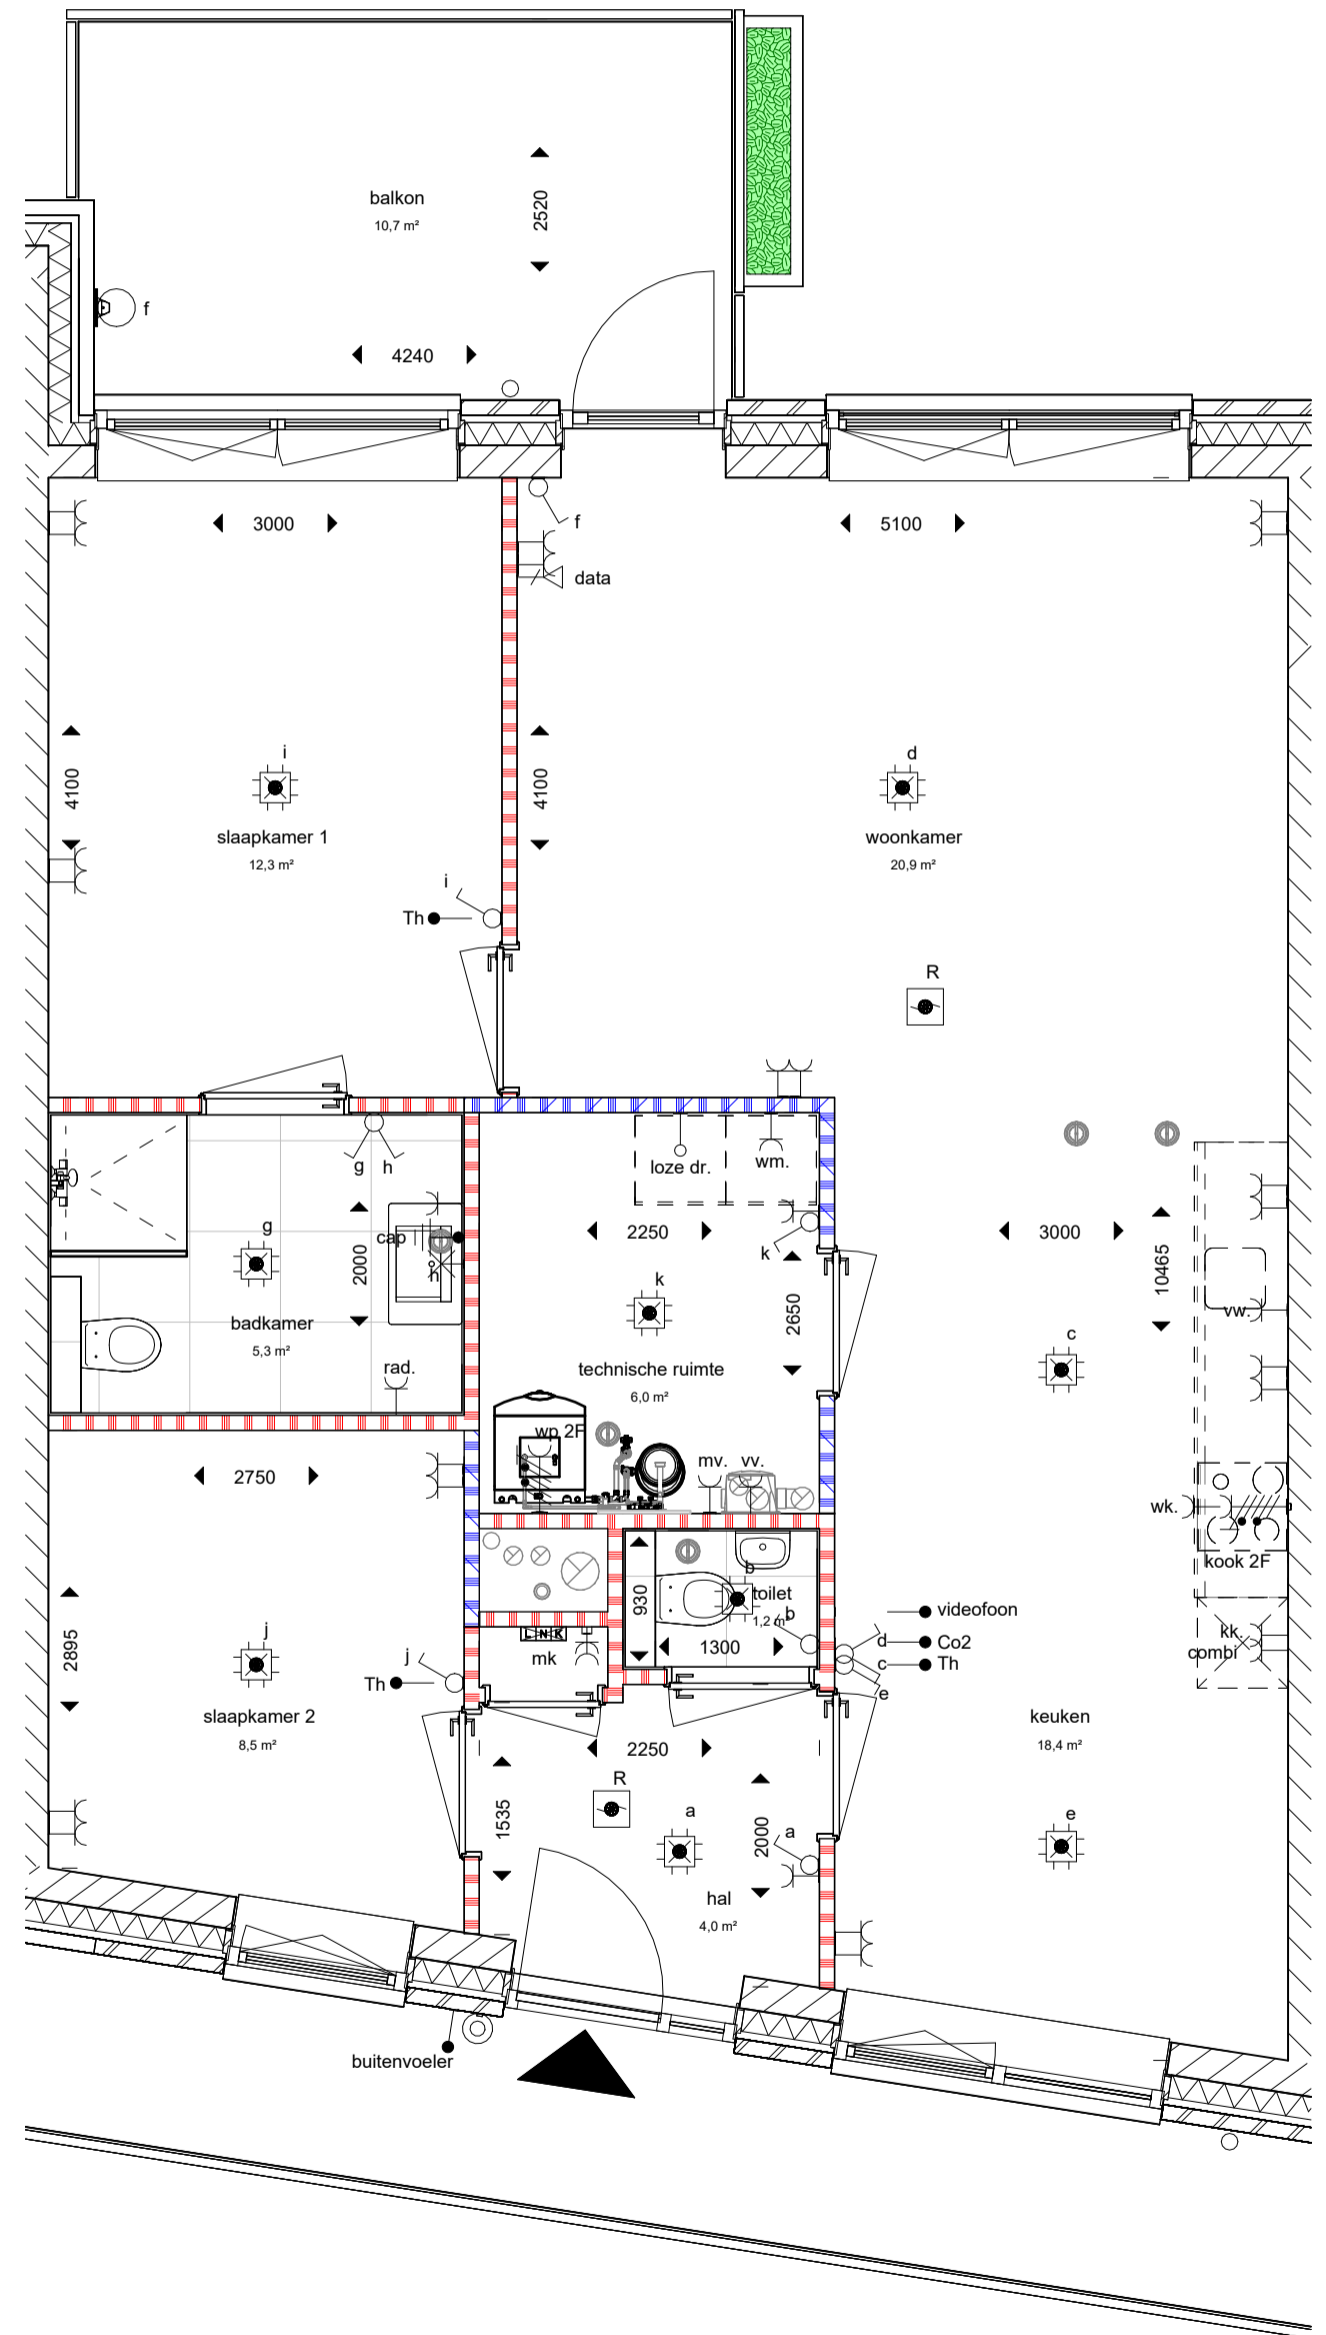 balkon
10,7 m²
2520
f
4240
3000
f
5100
data
i
d
4100
4100
slaapkamer 1
12,3 m²
woonkamer
20,9 m²
i
Th
R
g h
loze dr.
wm.
g
cap
2000
h
2250
k
3000
10465
k
2650
vw.
badkamer
5,3 m²
c
rad.
technische ruimte
6,0 m²
wp 2F
mv. vv.
2750
wk.
kook 2F
930
b
toilet
1,2 m²
b
2895
videofoon
j
L N K
1300
d
Co2
kk.
combi
mk
j
c
Th
Th
e
slaapkamer 2
8,5 m²
keuken
18,4 m²
2250
R
1535
a
2000
a
e
hal
4,0 m²
buitenvoeler